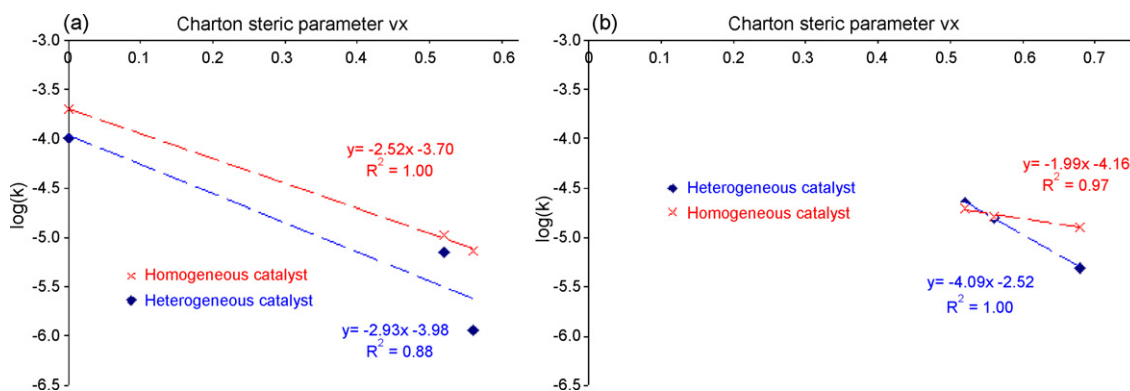 (a)
Charton steric parameter vx
-3.0
0 0.1 0.2 0.3 0.4 0.5 0.6
-3.5
-4.0
-4.5
-5.0
-5.5
-6.0
-6.5
log(k)
y= -2.52x -3.70
R² = 1.00
Homogeneous catalyst
Heterogeneous catalyst
y= -2.93x -3.98
R² = 0.88
(b)
Charton steric parameter vx
-3.0
0 0.1 0.2 0.3 0.4 0.5 0.6 0.7
-3.5
-4.0
-4.5
-5.0
-5.5
-6.0
-6.5
log(k)
y= -1.99x -4.16
R² = 0.97
Heterogeneous catalyst
Homogeneous catalyst
y= -4.09x -2.52
R² = 1.00